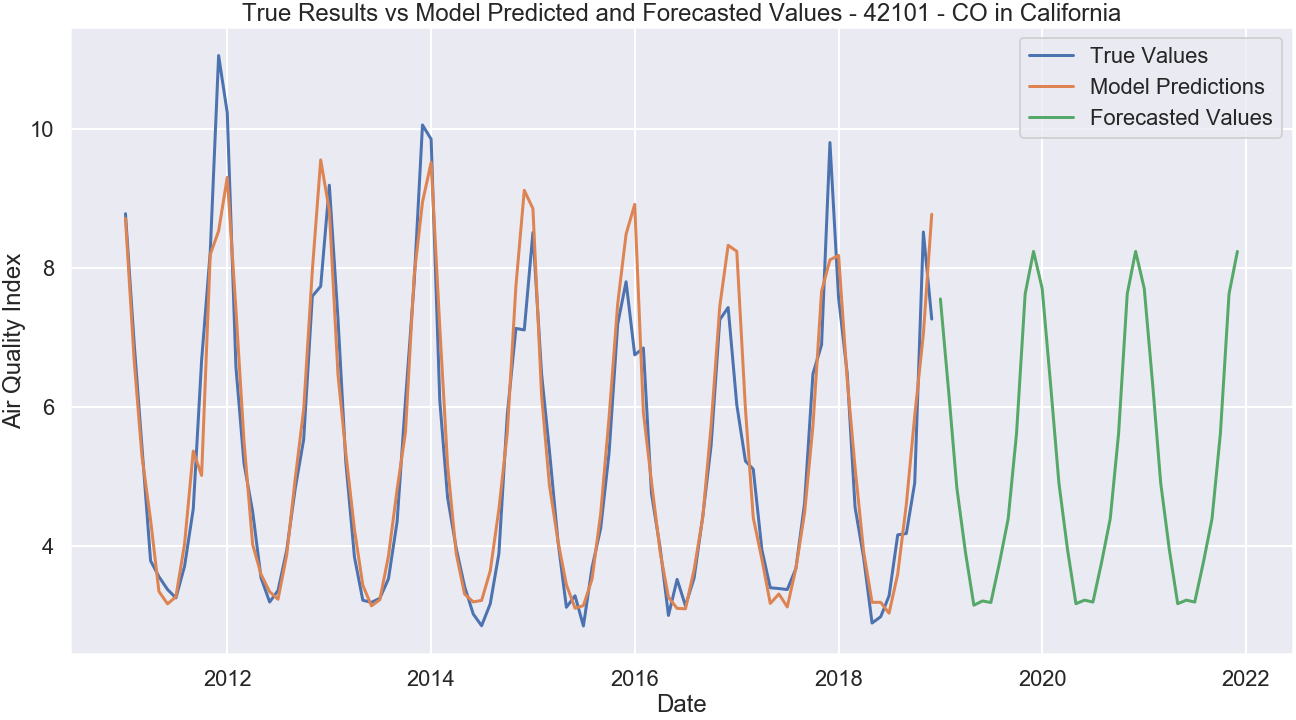 True Results vs Model Predicted and Forecasted Values - 42101 - CO in California
True Values
Model Predictions
Forecasted Values
Air Quality Index
10
8
6
4
2012
2014
2016
2018
2020
2022
Date